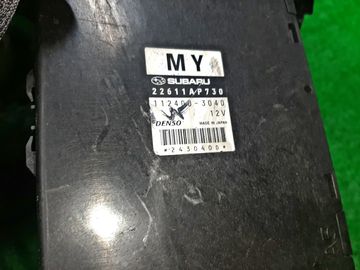 MY
SUBARU
22611AP730
112400-3040
DENSO
12V
MADE IN JAPAN
*2430400*